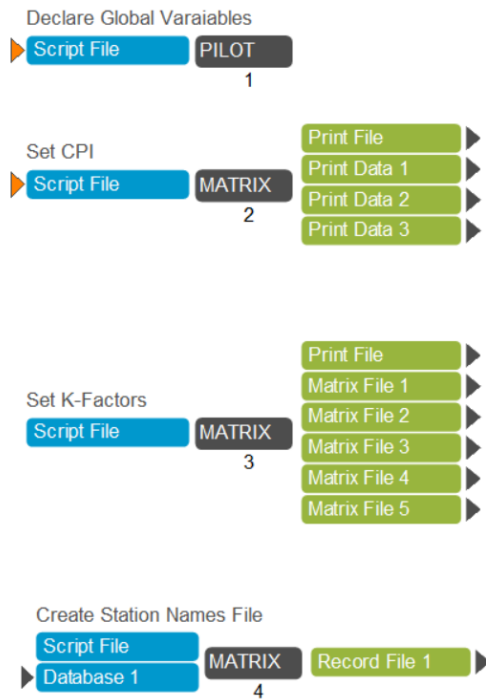 Declare Global Varaiables
Script File PILOT
1
Set CPI
Script File MATRIX
2
Print File
Print Data 1
Print Data 2
Print Data 3
Set K-Factors
Script File MATRIX
3
Print File
Matrix File 1
Matrix File 2
Matrix File 3
Matrix File 4
Matrix File 5
Create Station Names File
Script File
Database 1
MATRIX
4
Record File 1